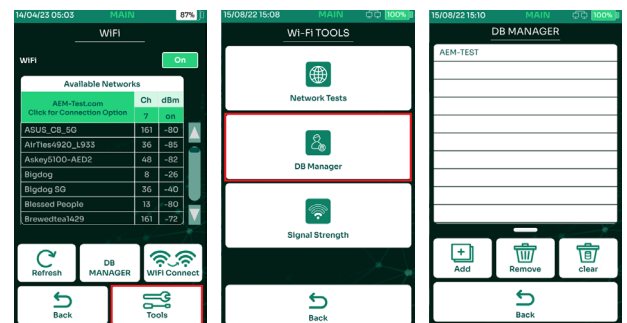 14/04/23 05:03 MAIN 87%
WiFi
WiFi On
Available Networks
AEM-Test.com
Click for Connection Option
Ch dBm
7 on
ASUS_C8_5G 161 -80
AirTies4920_L933 36 -85
Askey5100-AED2 48 -82
Bigdog 8 -26
Bigdog 5G 36 -40
Blessed People 13 -80
Brewedtea1429 161 -72
Refresh
DB
MANAGER
WiFi Connect
Back
Tools
15/08/22 15:08 MAIN 100%
Wi-Fi TOOLS
Network Tests
DB Manager
Signal Strength
Back
15/08/22 15:10 MAIN 100%
DB MANAGER
AEM-TEST
Add
Remove
clear
Back